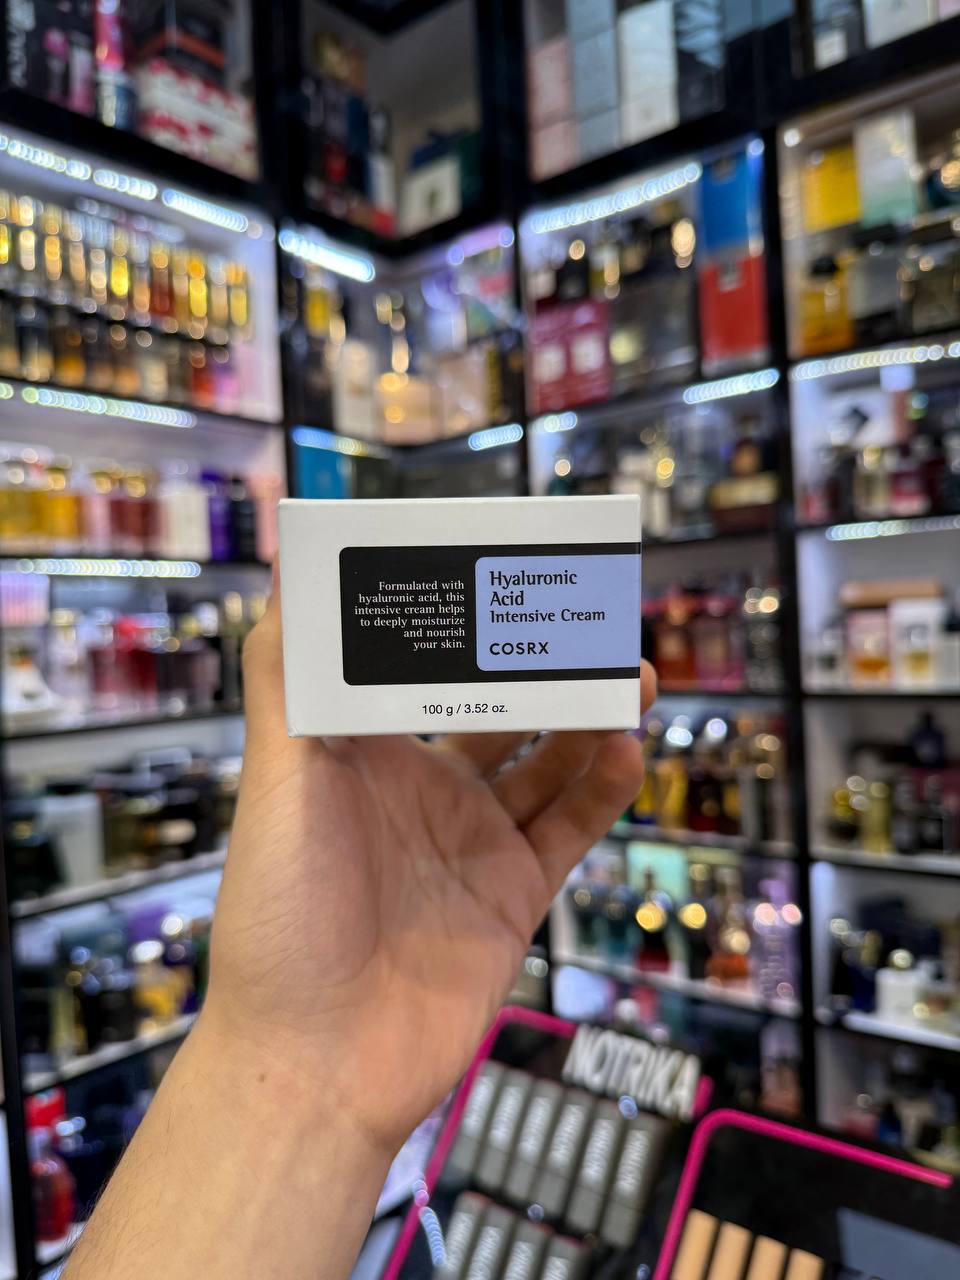 Formulated with
hyaluronic acid, this
intensive cream helps
to deeply moisturize
and nourish
your skin.
Hyaluronic
Acid
Intensive Cream
COSRX
100 g / 3.52 oz.
NOTRIKA